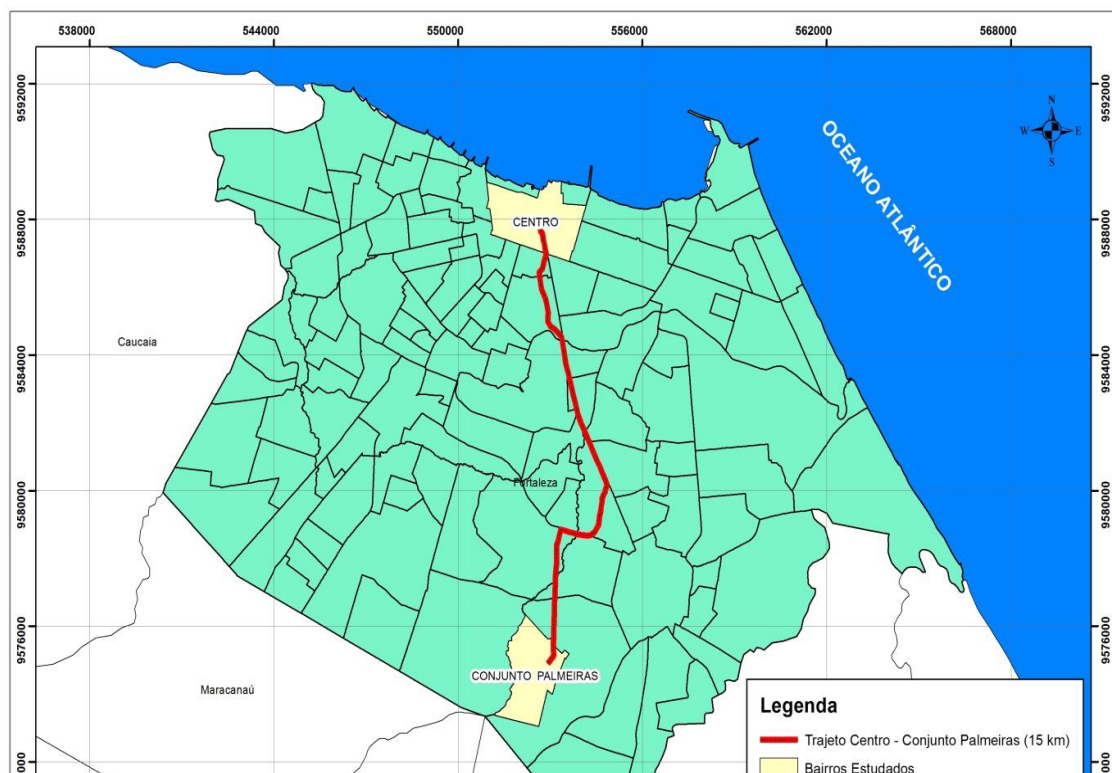 538000 544000 550000 556000 562000 568000
9592000 9592000
N
W E
S
OCEANO ATLÂNTICO
CENTRO
9588000 9588000
Caucaia
9584000 9584000
Fortaleza
9580000 9580000
9576000 9576000
CONJUNTO PALMEIRAS
Maracanaú
Legenda
Trajeto Centro - Conjunto Palmeiras (15 km)
Bairros Estudados